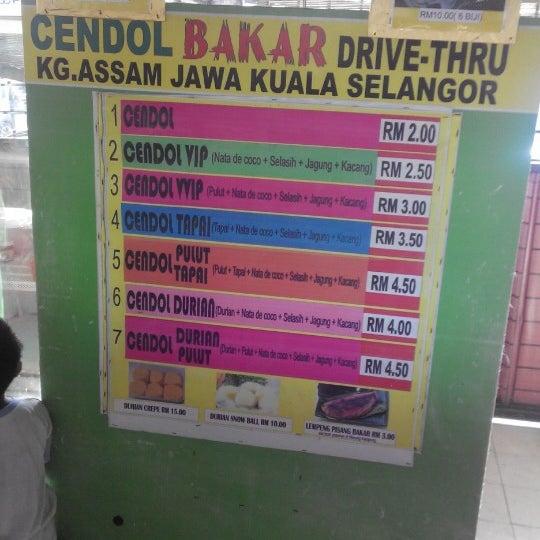 RM10.00( 6 BIJI)
CENDOL BAKAR DRIVE-THRU
KG.ASSAM JAWA KUALA SELANGOR
1 CENDOL RM 2.00
2 CENDOL VIP (Nata de coco + Selasih + Jagung + Kacang) RM 2.50
3 CENDOL VVIP (Pulut + Nata de coco + Selasih + Jagung + Kacang) RM 3.00
4 CENDOL TAPAI (Tapai + Nata de coco + Selasih + Jagung + Kacang) RM 3.50
5 CENDOL PULUT TAPAI (Pulut + Tapai + Nata de coco + Selasih + Jagung + Kacang) RM 4.50
6 CENDOL DURIAN (Durian + Nata de coco + Selasih + Jagung + Kacang) RM 4.00
7 CENDOL DURIAN PULUT (Durian + Pulut + Nata de coco + Selasih + Jagung + Kacang) RM 4.50
DURIAN CREPE RM 15.00
DURIAN SNOW BALL RM 10.00
LEMPENG PISANG BAKAR RM 3.00